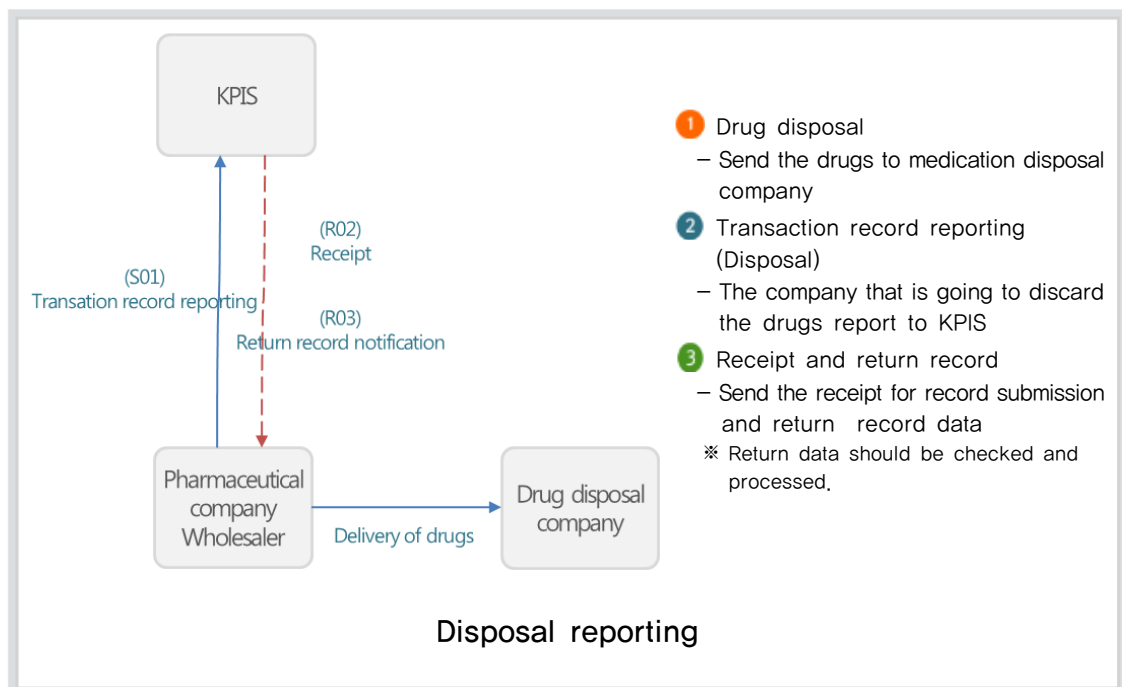 KPIS
(R02)
Receipt
(S01)
Transation record reporting
(R03)
Return record notification
Pharmaceutical
company
Wholesaler
Delivery of drugs
Drug disposal
company
1 Drug disposal
– Send the drugs to medication disposal
company
2 Transaction record reporting
(Disposal)
– The company that is going to discard
the drugs report to KPIS
3 Receipt and return record
– Send the receipt for record submission
and return record data
※ Return data should be checked and
processed.
Disposal reporting